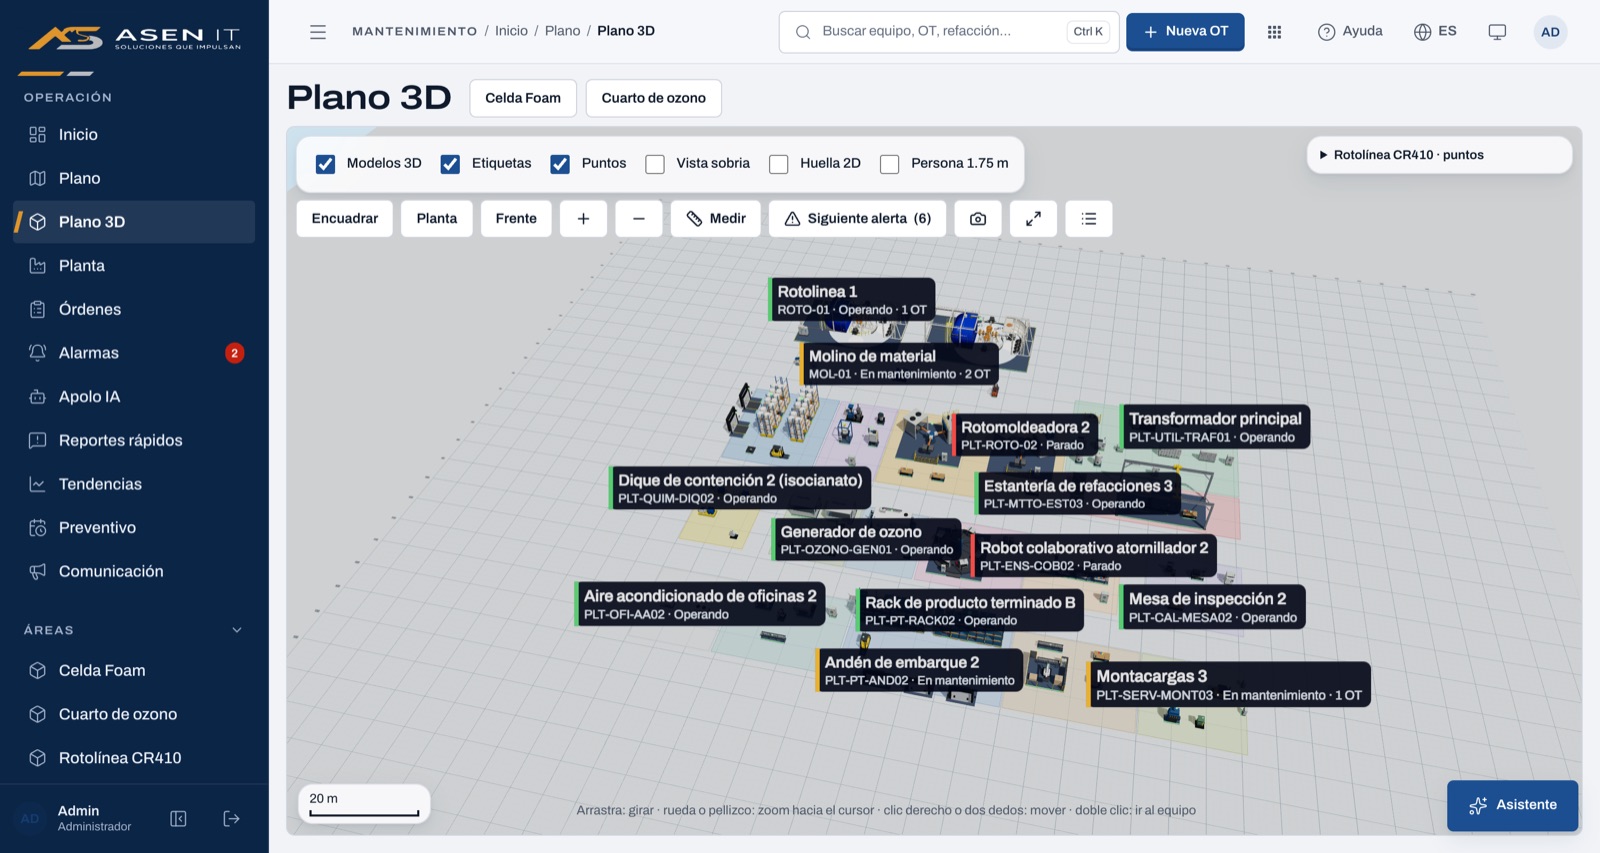 ASEN IT
SOLUCIONES QUE IMPULSAN
OPERACIÓN
Inicio
Plano
Plano 3D
Planta
Órdenes
Alarmas
2
Apolo IA
Reportes rápidos
Tendencias
Preventivo
Comunicación
ÁREAS
Celda Foam
Cuarto de ozono
Rotolínea CR410
AD
Admin
Administrador
MANTENIMIENTO / Inicio / Plano / Plano 3D
Buscar equipo, OT, refacción...
Ctrl K
Nueva OT
Ayuda
ES
AD
Plano 3D
Celda Foam
Cuarto de ozono
Modelos 3D
Etiquetas
Puntos
Vista sobria
Huella 2D
Persona 1.75 m
Rotolínea CR410 · puntos
Encuadrar
Planta
Frente
+
−
Medir
Siguiente alerta (6)
Rotolinea 1
ROTO-01 · Operando · 1 OT
Molino de material
MOL-01 · En mantenimiento · 2 OT
Rotomoldeadora 2
PLT-ROTO-02 · Parado
Transformador principal
PLT-UTIL-TRAF01 · Operando
Dique de contención 2 (isocianato)
PLT-QUIM-DIQ02 · Operando
Estantería de refacciones 3
PLT-MTTO-EST03 · Operando
Generador de ozono
PLT-OZONO-GEN01 · Operando
Robot colaborativo atornillador 2
PLT-ENS-COB02 · Parado
Aire acondicionado de oficinas 2
PLT-OFI-AA02 · Operando
Rack de producto terminado B
PLT-PT-RACK02 · Operando
Mesa de inspección 2
PLT-CAL-MESA02 · Operando
Andén de embarque 2
PLT-PT-AND02 · En mantenimiento
Montacargas 3
PLT-SERV-MONT03 · En mantenimiento · 1 OT
20 m
Arrastra: girar · rueda o pellizco: zoom hacia el cursor · clic derecho o dos dedos: mover · doble clic: ir al equipo
Asistente